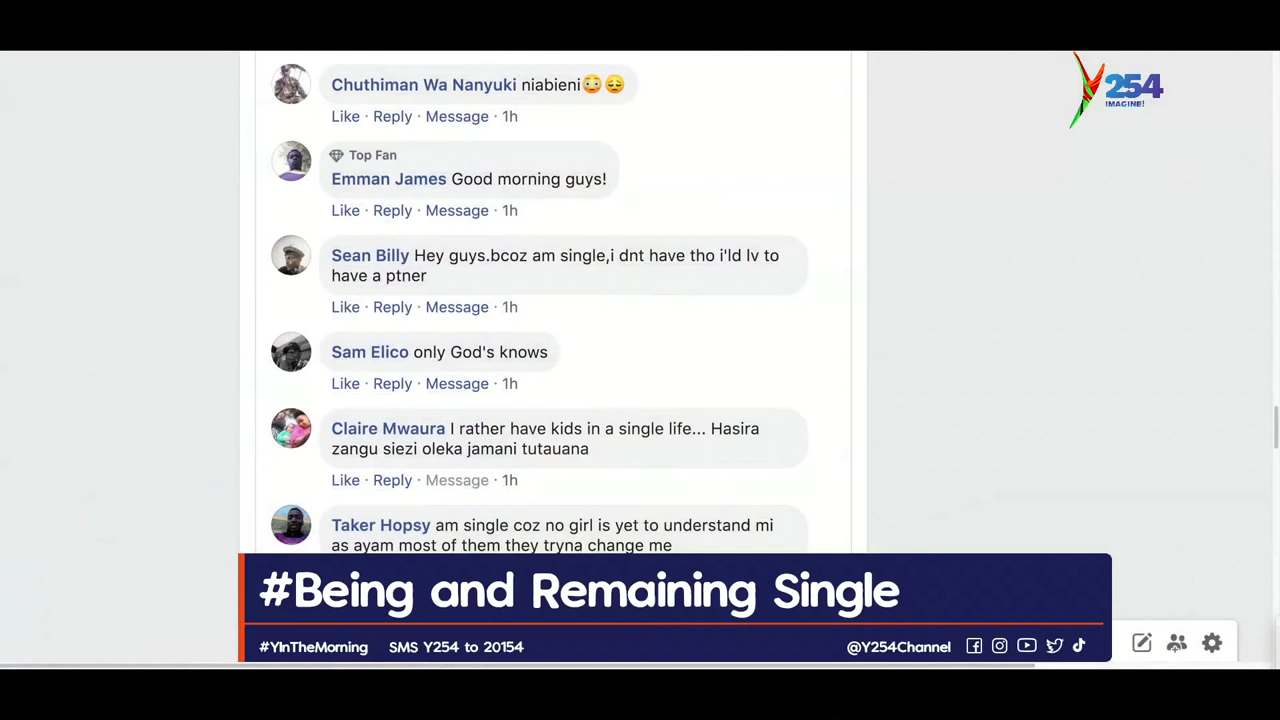 Y254
IMAGINE!
Chuthiman Wa Nanyuki niabieni😳😔
Like · Reply · Message · 1h
Top Fan
Emman James Good morning guys!
Like · Reply · Message · 1h
Sean Billy Hey guys.bcoz am single,i dnt have tho i'ld lv to
have a ptner
Like · Reply · Message · 1h
Sam Elico only God's knows
Like · Reply · Message · 1h
Claire Mwaura I rather have kids in a single life... Hasira
zangu siezi oleka jamani tutauana
Like · Reply · Message · 1h
Taker Hopsy am single coz no girl is yet to understand mi
as ayam most of them they tryna change me
#Being and Remaining Single
#YInTheMorning SMS Y254 to 20154 @Y254Channel